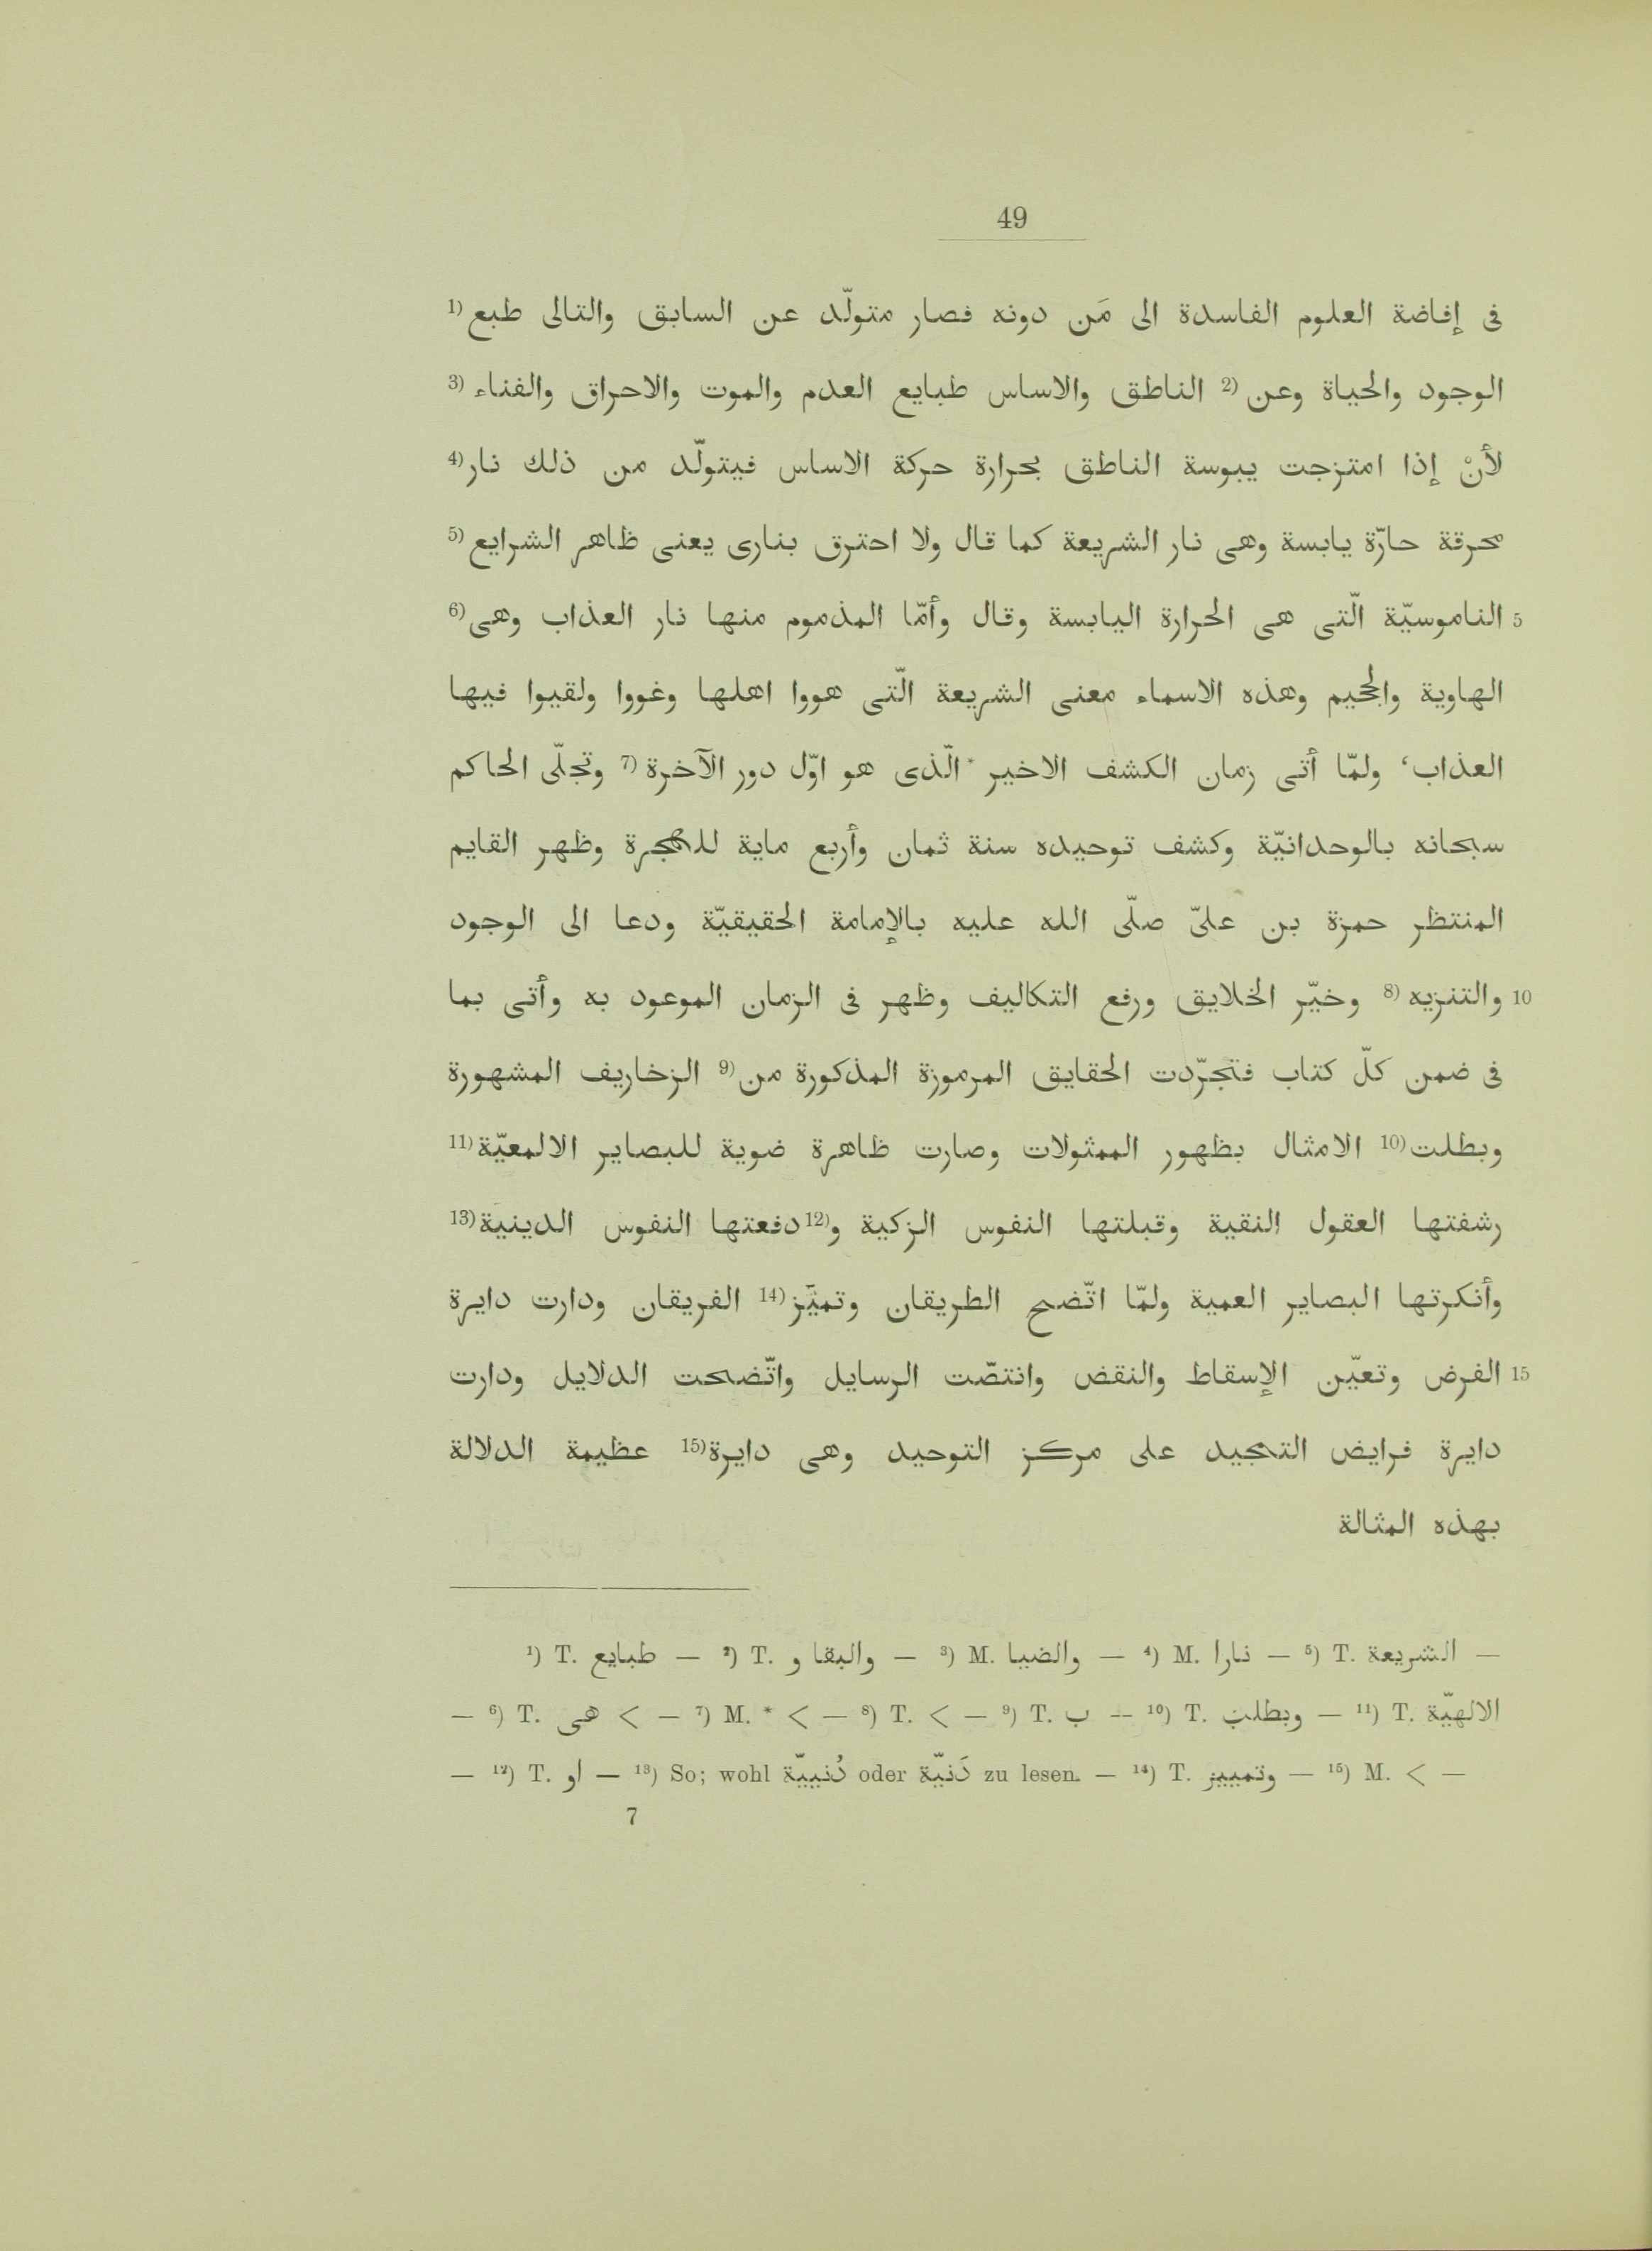 49
فى إفاضة العلوم الفاسدة الى مَن دونه فصار متولّد عن السابق والتالى طبع (1
الوجود والحياة وعن (2 الناطق والاساس طبايع العدم والموت والاحراق والفناء (3
لأنْ إذا امتزجت يبوسة الناطق بحرارة حركة الاساس فيتولّد من ذلك نار (4
محرقة حارّة يابسة وهى نار الشريعة كما قال ولا احترق بنارى يعنى ظاهر الشرايع (5
5 الناموسيّة الّتى هى الحرارة اليابسة وقال وأمّا المذموم منها نار العذاب وهى (6
الهاوية والجحيم وهذه الاسماء معنى الشريعة الّتى هووا اهلها وغووا ولقيوا فيها
العذاب، ولمّا أتى زمان الكشف الاخير *الّذى هو اوّل دور الآخرة (7 وتجلّى الحاكم
سبحانه بالوحدانيّة وكشف توحيده سنة ثمان وأربع ماية للهجرة وظهر القايم
المنتظر حمزة بن علىّ صلّى الله عليه بالإمامة الحقيقيّة ودعا الى الوجود
10 والتنزيه (8 وخيّر الخلايق ورفع التكاليف وظهر فى الزمان الموعود به وأتى بما
فى ضمن كلّ كتاب فتجرّدت الحقايق المرموزة المذكورة من (9 الزخاريف المشهورة
وبطلت (10 الامثال بظهور الممثولات وصارت ظاهرة ضوية للبصاير الالمعيّة (11
رشفتها العقول النقية وقبلتها النفوس الزكية و(12 دفعتها النفوس الدينيّة (13
وأنكرتها البصاير العمية ولمّا اتّضح الطريقان وتميَّز (14 الفريقان ودارت دايرة
15 الفرض وتعيّن الإسقاط والنقض وانتصّت الرسايل واتّضحت الدلايل ودارت
دايرة فرايض التمجيد على مركز التوحيد وهى دايرة (15 عظيمة الدلالة
بهذه المثالة
¹) T. طبايع — ²) T. والبقا و — ³) M. والضيا — ⁴) M. نارا — ⁵) T. الشريعة —
— ⁶) T. هى > — ⁷) M. * > — ⁸) T. > — ⁹) T. ب — ¹⁰) T. وبطلت — ¹¹) T. الالهيّة
— ¹²) T. او — ¹³) So; wohl دُنييّة oder دَنيّة zu lesen. — ¹⁴) T. وتمييز — ¹⁵) M. > —
7